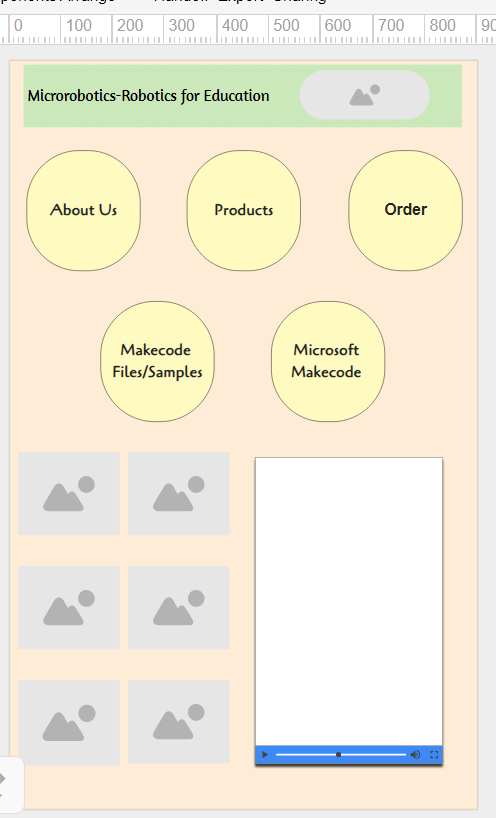 0 100 200 300 400 500 600 700 800
Microrobotics-Robotics for Education
About Us
Products
Order
Makecode
Files/Samples
Microsoft
Makecode